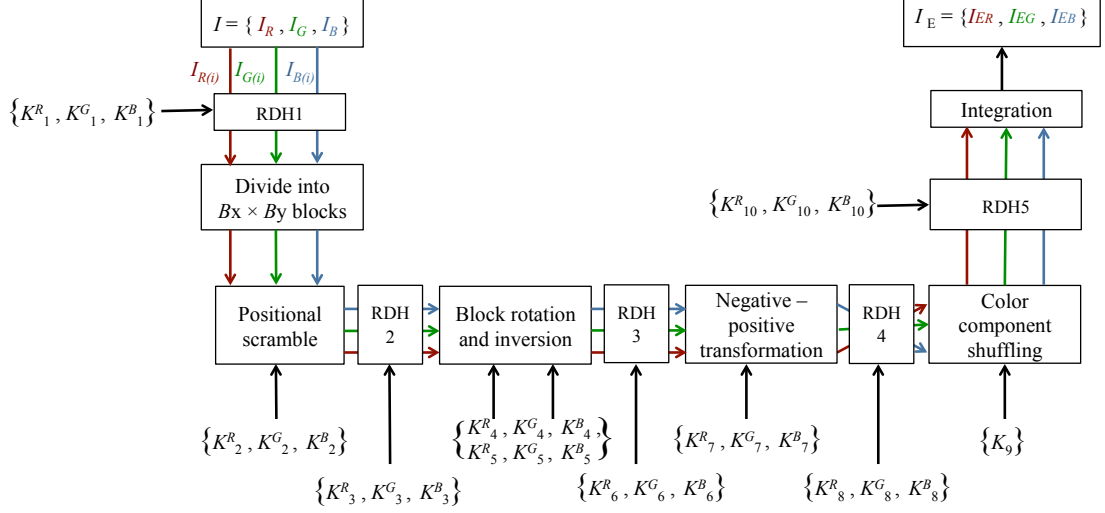 I = { I_R , I_G , I_B }
I_R(i) I_G(i) I_B(i)
{K^R_1 , K^G_1 , K^B_1}
RDH1
Divide into
Bx × By blocks
I_E = {I_ER , I_EG , I_EB}
Integration
{K^R_10 , K^G_10 , K^B_10}
RDH5
Positional
scramble
RDH
2
Block rotation
and inversion
RDH
3
Negative –
positive
transformation
RDH
4
Color
component
shuffling
{K^R_2 , K^G_2 , K^B_2}
{K^R_4 , K^G_4 , K^B_4 ,
K^R_5 , K^G_5 , K^B_5}
{K^R_7 , K^G_7 , K^B_7}
{K_9}
{K^R_3 , K^G_3 , K^B_3}
{K^R_6 , K^G_6 , K^B_6}
{K^R_8 , K^G_8 , K^B_8}